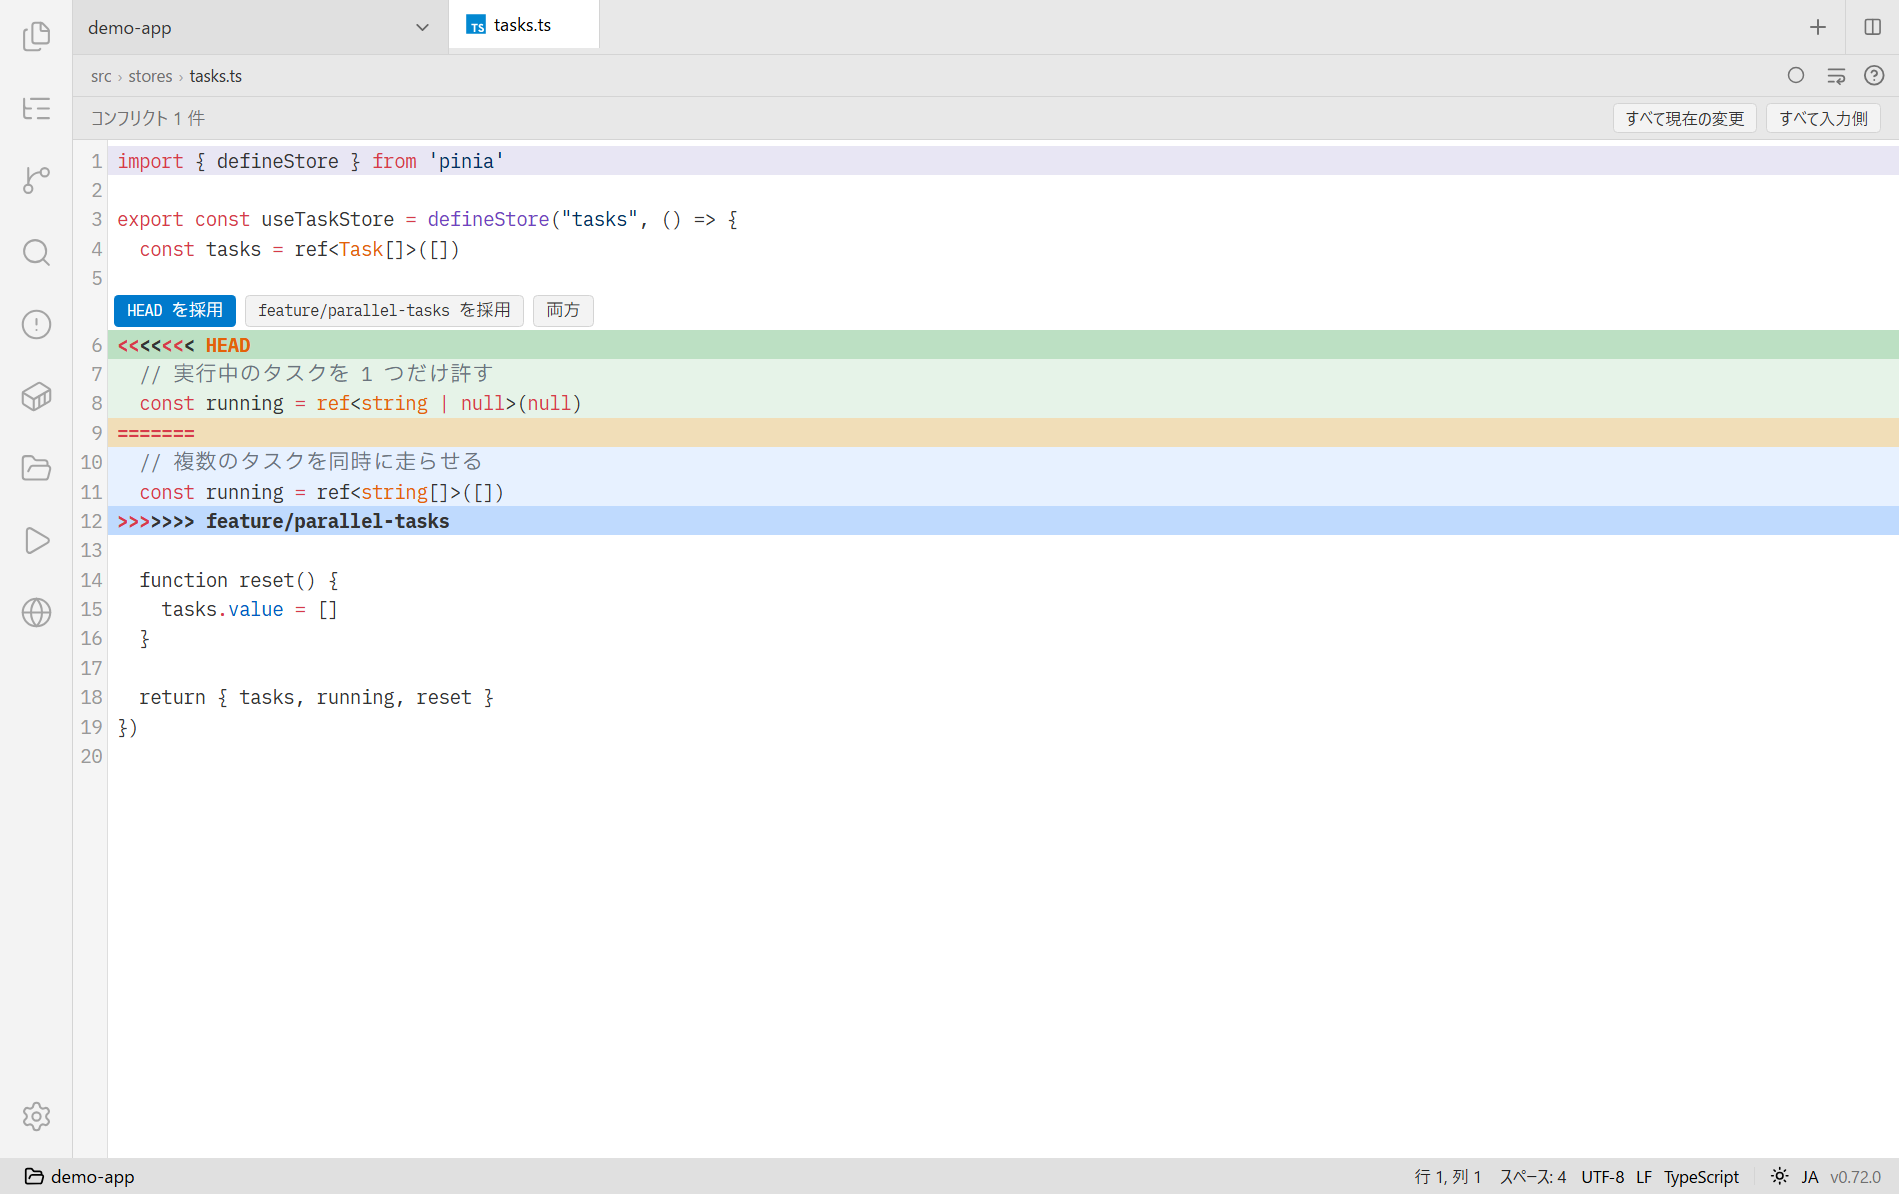 demo-app
TS tasks.ts
src › stores › tasks.ts
コンフリクト 1 件
すべて現在の変更
すべて入力側
1 import { defineStore } from 'pinia'
2
3 export const useTaskStore = defineStore("tasks", () => {
4   const tasks = ref<Task[]>([])
5
HEAD を採用
feature/parallel-tasks を採用
両方
6 <<<<<<< HEAD
7   // 実行中のタスクを 1 つだけ許す
8   const running = ref<string | null>(null)
9 =======
10   // 複数のタスクを同時に走らせる
11   const running = ref<string[]>([])
12 >>>>>>> feature/parallel-tasks
13
14   function reset() {
15     tasks.value = []
16   }
17
18   return { tasks, running, reset }
19 })
20
demo-app
行 1, 列 1
スペース: 4
UTF-8
LF
TypeScript
JA
v0.72.0